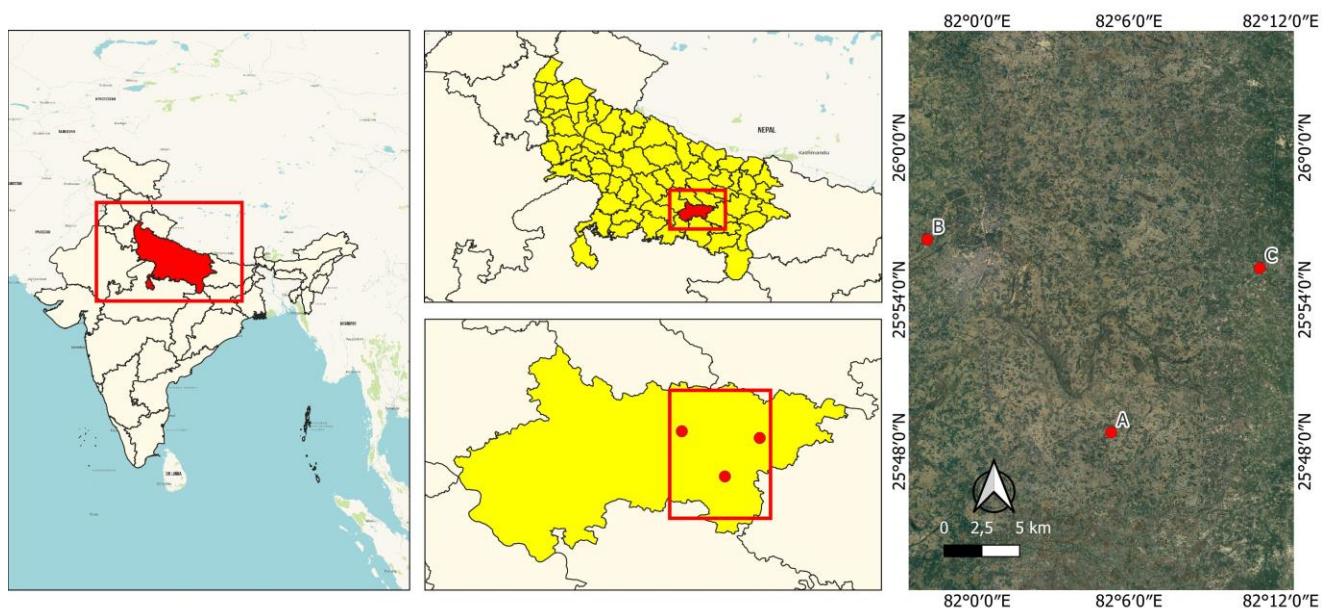 82°0′0″E 82°6′0″E 82°12′0″E
NEPAL
Kathmandu
26°0′0″N
26°0′0″N
B
C
25°54′0″N
25°54′0″N
A
25°48′0″N
25°48′0″N
SRI LANKA
0 2,5 5 km
82°0′0″E 82°6′0″E 82°12′0″E